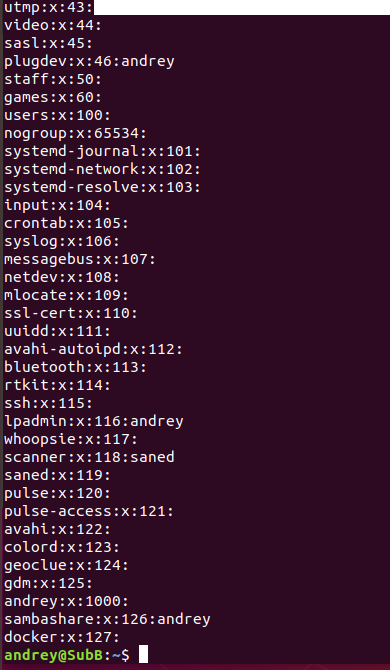 utmp:x:43:
video:x:44:
sasl:x:45:
plugdev:x:46:andrey
staff:x:50:
games:x:60:
users:x:100:
nogroup:x:65534:
systemd-journal:x:101:
systemd-network:x:102:
systemd-resolve:x:103:
input:x:104:
crontab:x:105:
syslog:x:106:
messagebus:x:107:
netdev:x:108:
mlocate:x:109:
ssl-cert:x:110:
uuidd:x:111:
avahi-autoipd:x:112:
bluetooth:x:113:
rtkit:x:114:
ssh:x:115:
lpadmin:x:116:andrey
whoopsie:x:117:
scanner:x:118:saned
saned:x:119:
pulse:x:120:
pulse-access:x:121:
avahi:x:122:
colord:x:123:
geoclue:x:124:
gdm:x:125:
andrey:x:1000:
sambashare:x:126:andrey
docker:x:127:
andrey@SubB:~$